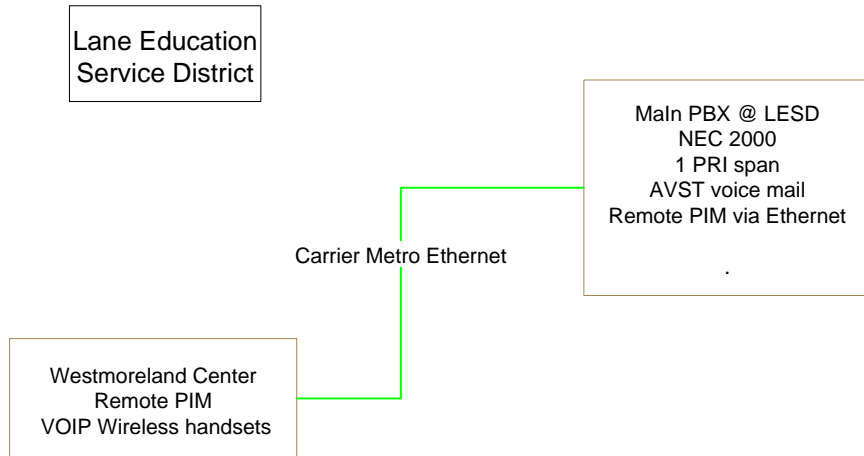 Lane Education
Service District
MaIn PBX @ LESD
NEC 2000
1 PRI span
AVST voice mail
Remote PIM via Ethernet
.
Carrier Metro Ethernet
Westmoreland Center
Remote PIM
VOIP Wireless handsets